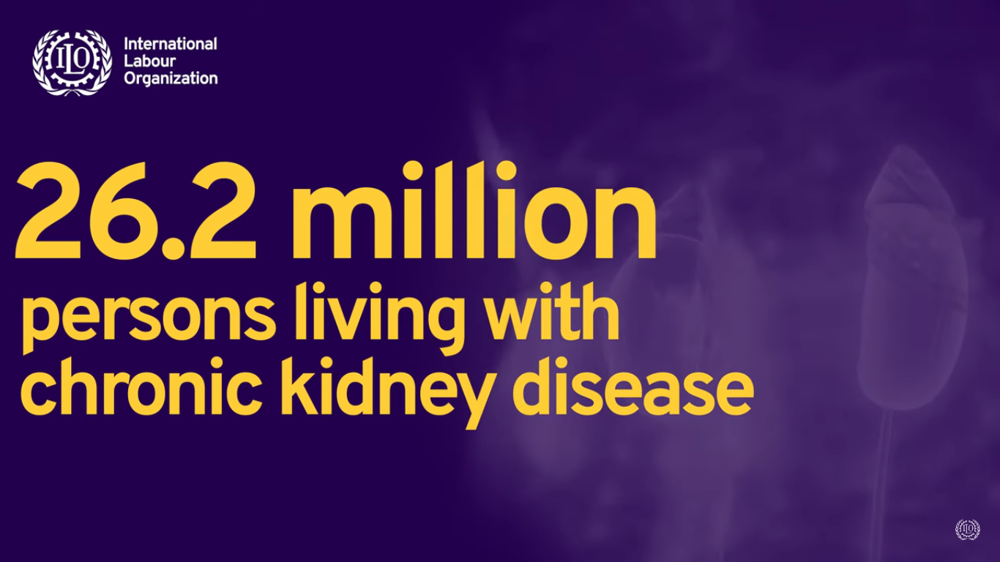 ILO
International
Labour
Organization
26.2 million
persons living with
chronic kidney disease
ILO